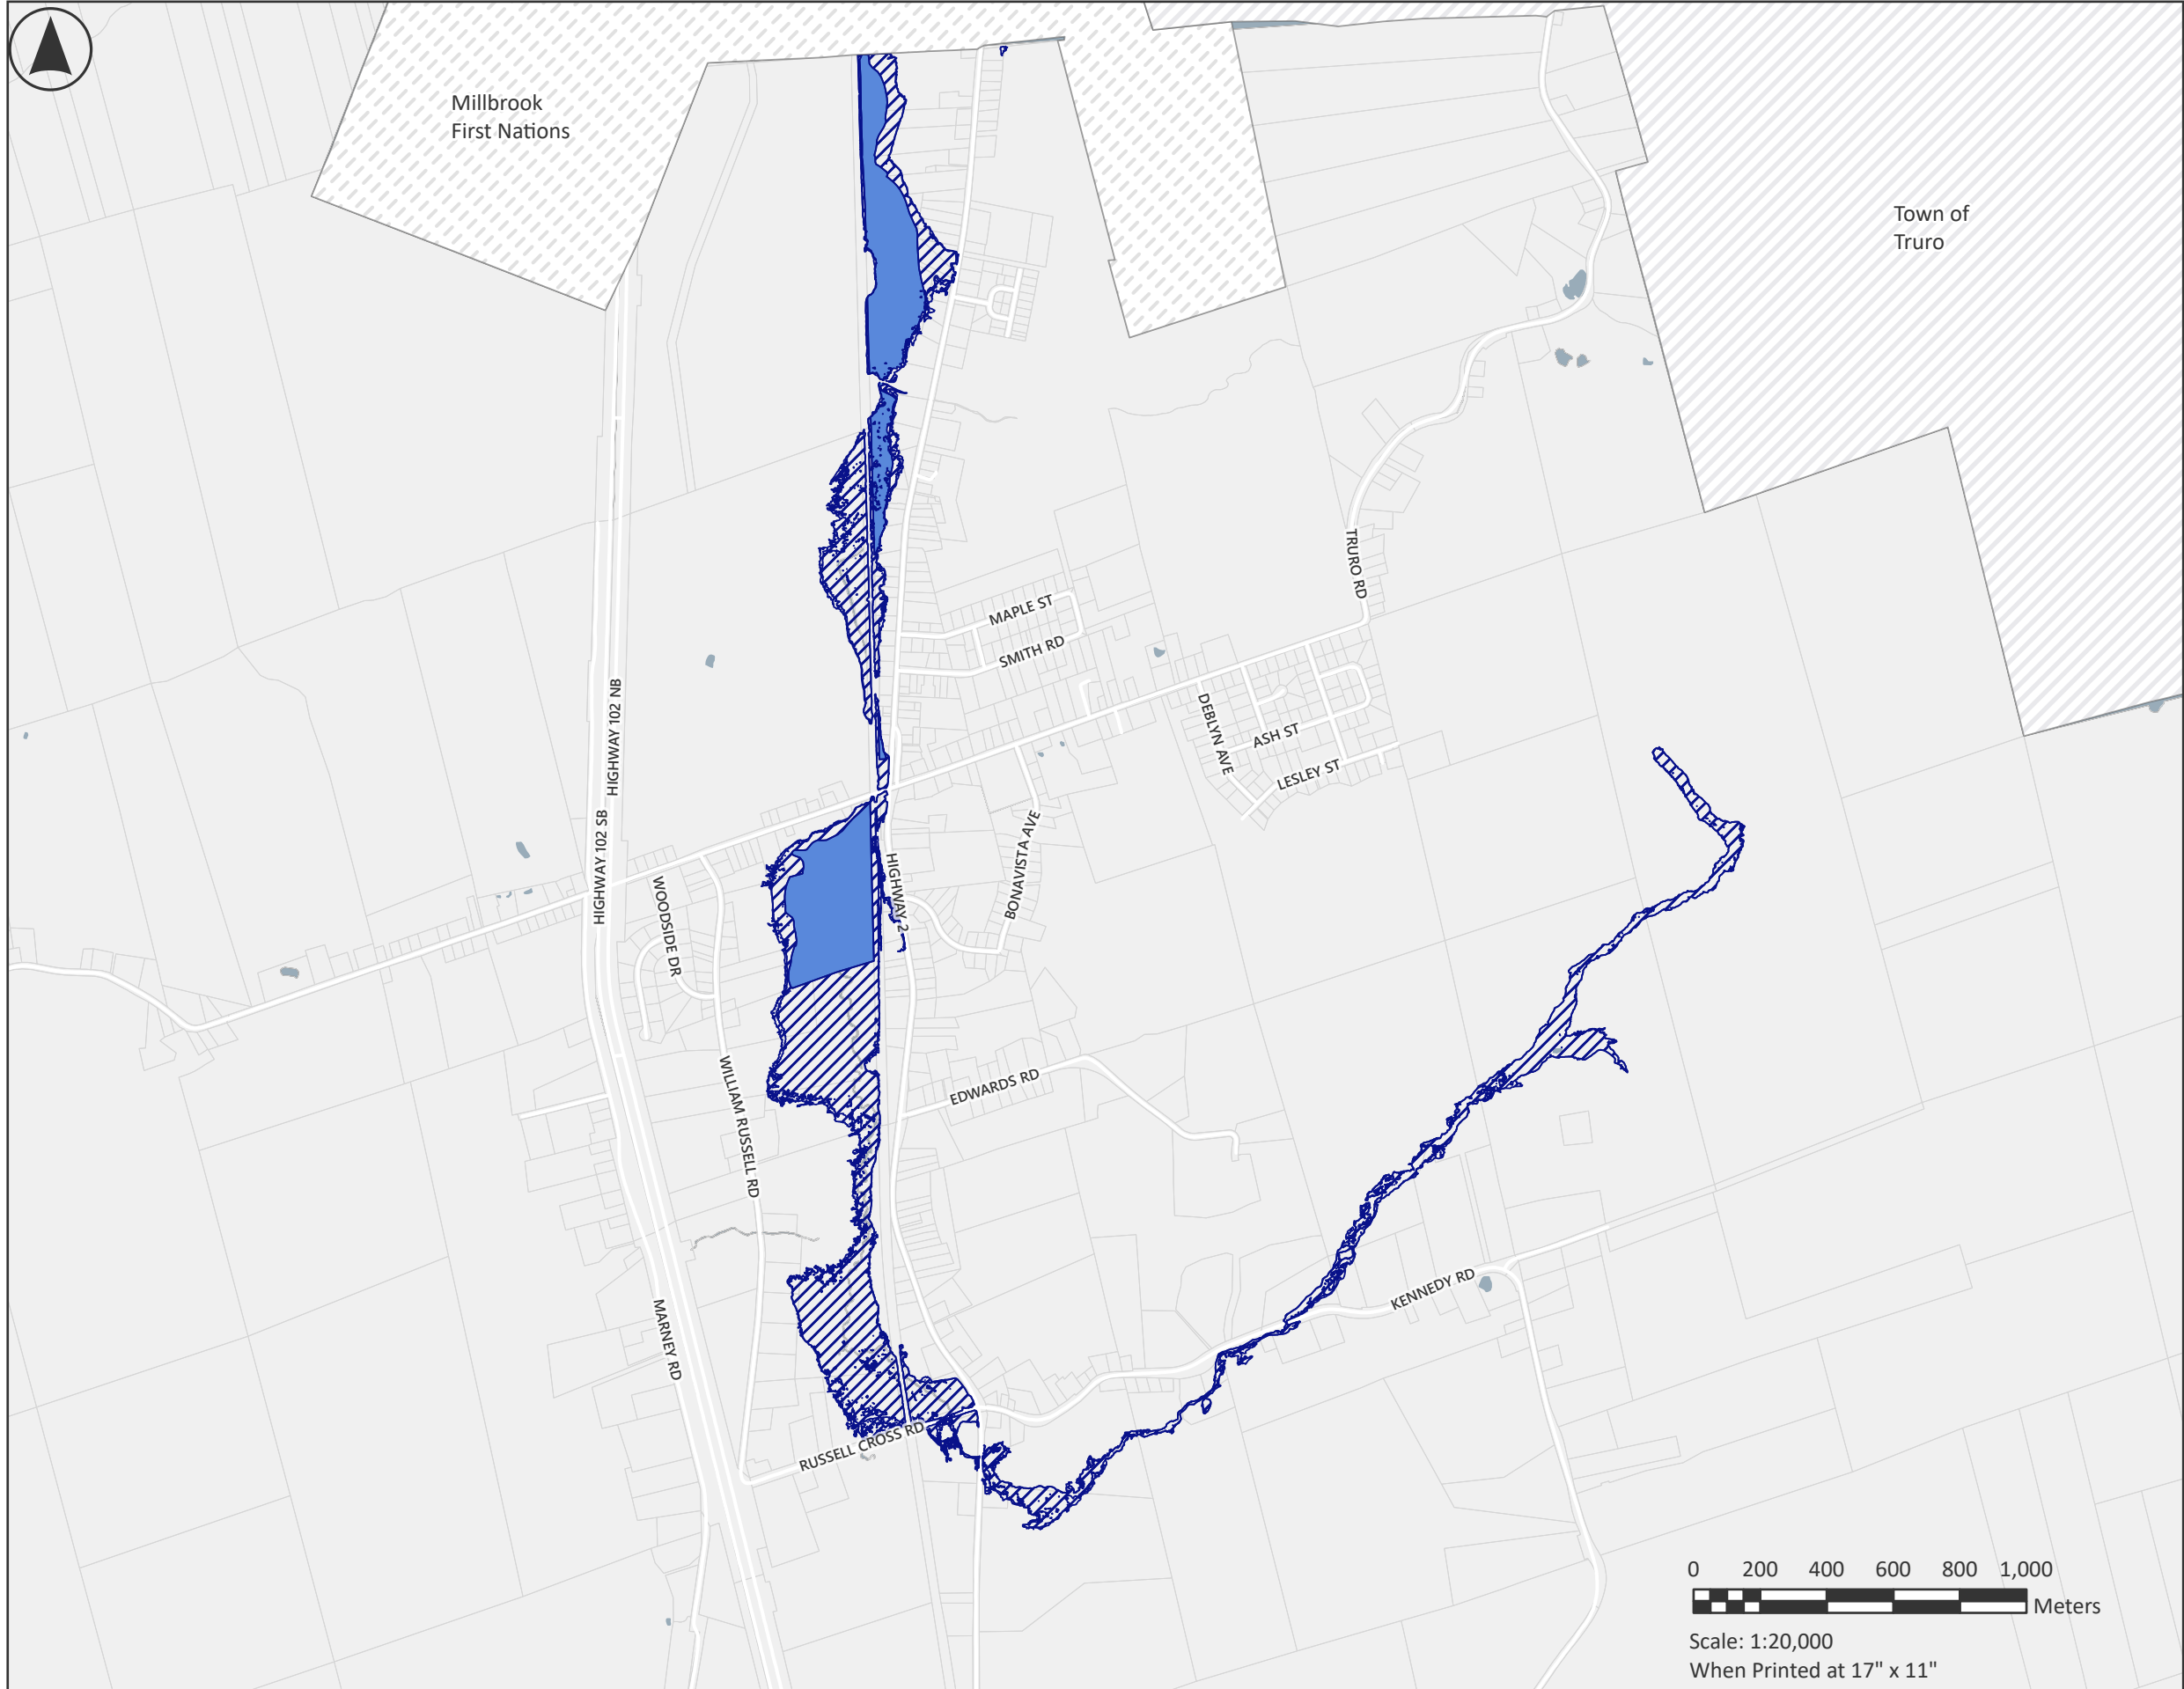 Millbrook
First Nations
Town of
Truro
TRURO RD
MAPLE ST
SMITH RD
HIGHWAY 102 NB
DEBLYN AVE
ASH ST
LESLEY ST
HIGHWAY 102 SB
BONAVISTA AVE
HIGHWAY 2
WOODSIDE DR
WILLIAM RUSSELL RD
EDWARDS RD
KENNEDY RD
MARNEY RD
RUSSELL CROSS RD
0 200 400 600 800 1,000
Meters
Scale: 1:20,000
When Printed at 17" x 11"